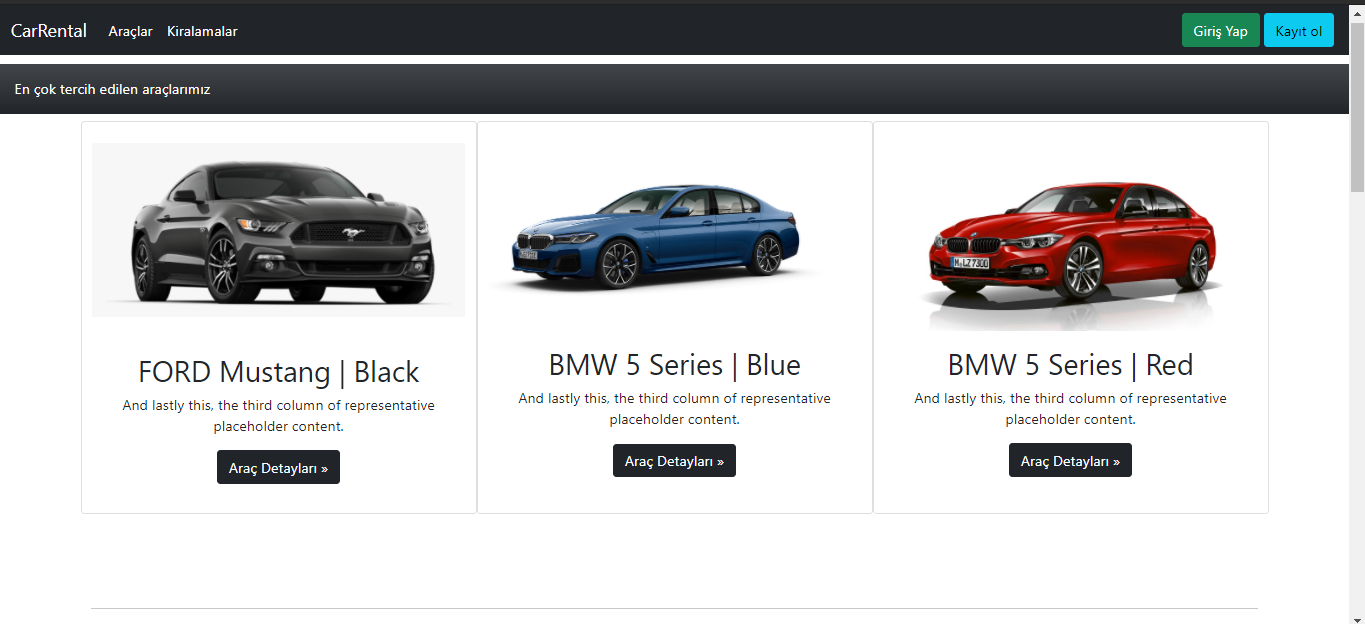 CarRental Araçlar Kiralamalar Giriş Yap Kayıt ol
En çok tercih edilen araçlarımız
FORD Mustang | Black
And lastly this, the third column of representative
placeholder content.
Araç Detayları »
BMW 5 Series | Blue
And lastly this, the third column of representative
placeholder content.
Araç Detayları »
M·LZ 7300
BMW 5 Series | Red
And lastly this, the third column of representative
placeholder content.
Araç Detayları »